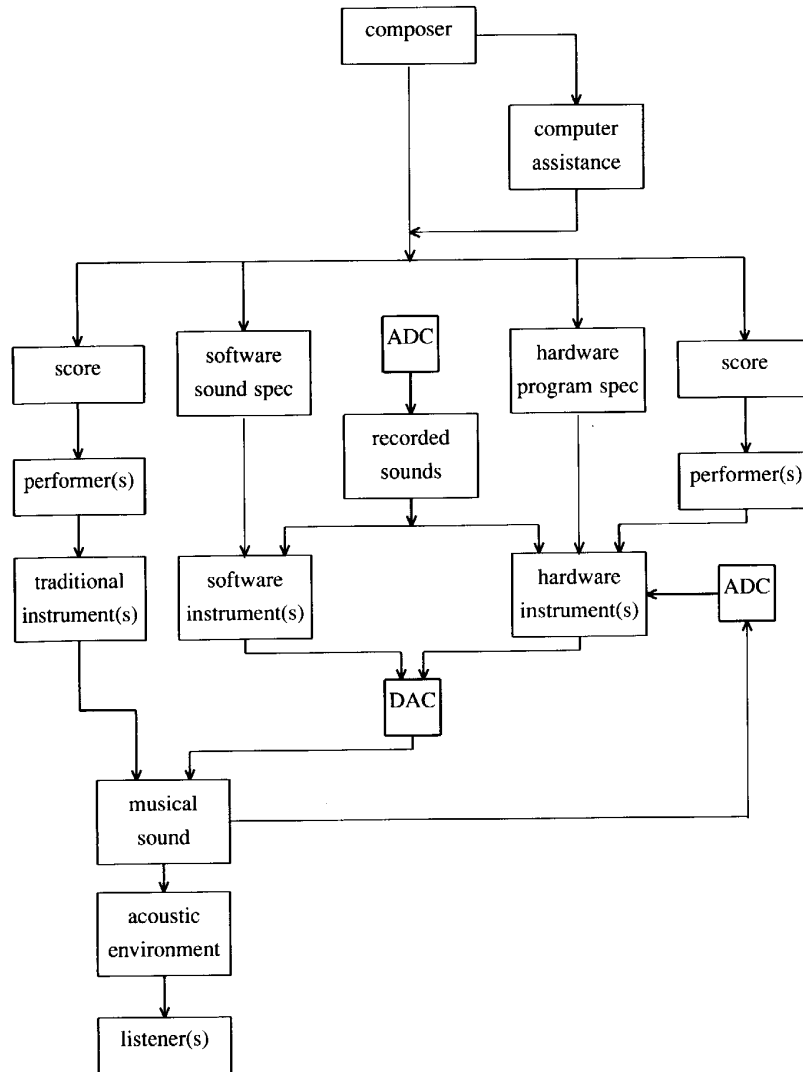 composer
computer
assistance
score
software
sound spec
ADC
hardware
program spec
score
recorded
sounds
performer(s)
performer(s)
traditional
instrument(s)
software
instrument(s)
hardware
instrument(s)
ADC
DAC
musical
sound
acoustic
environment
listener(s)